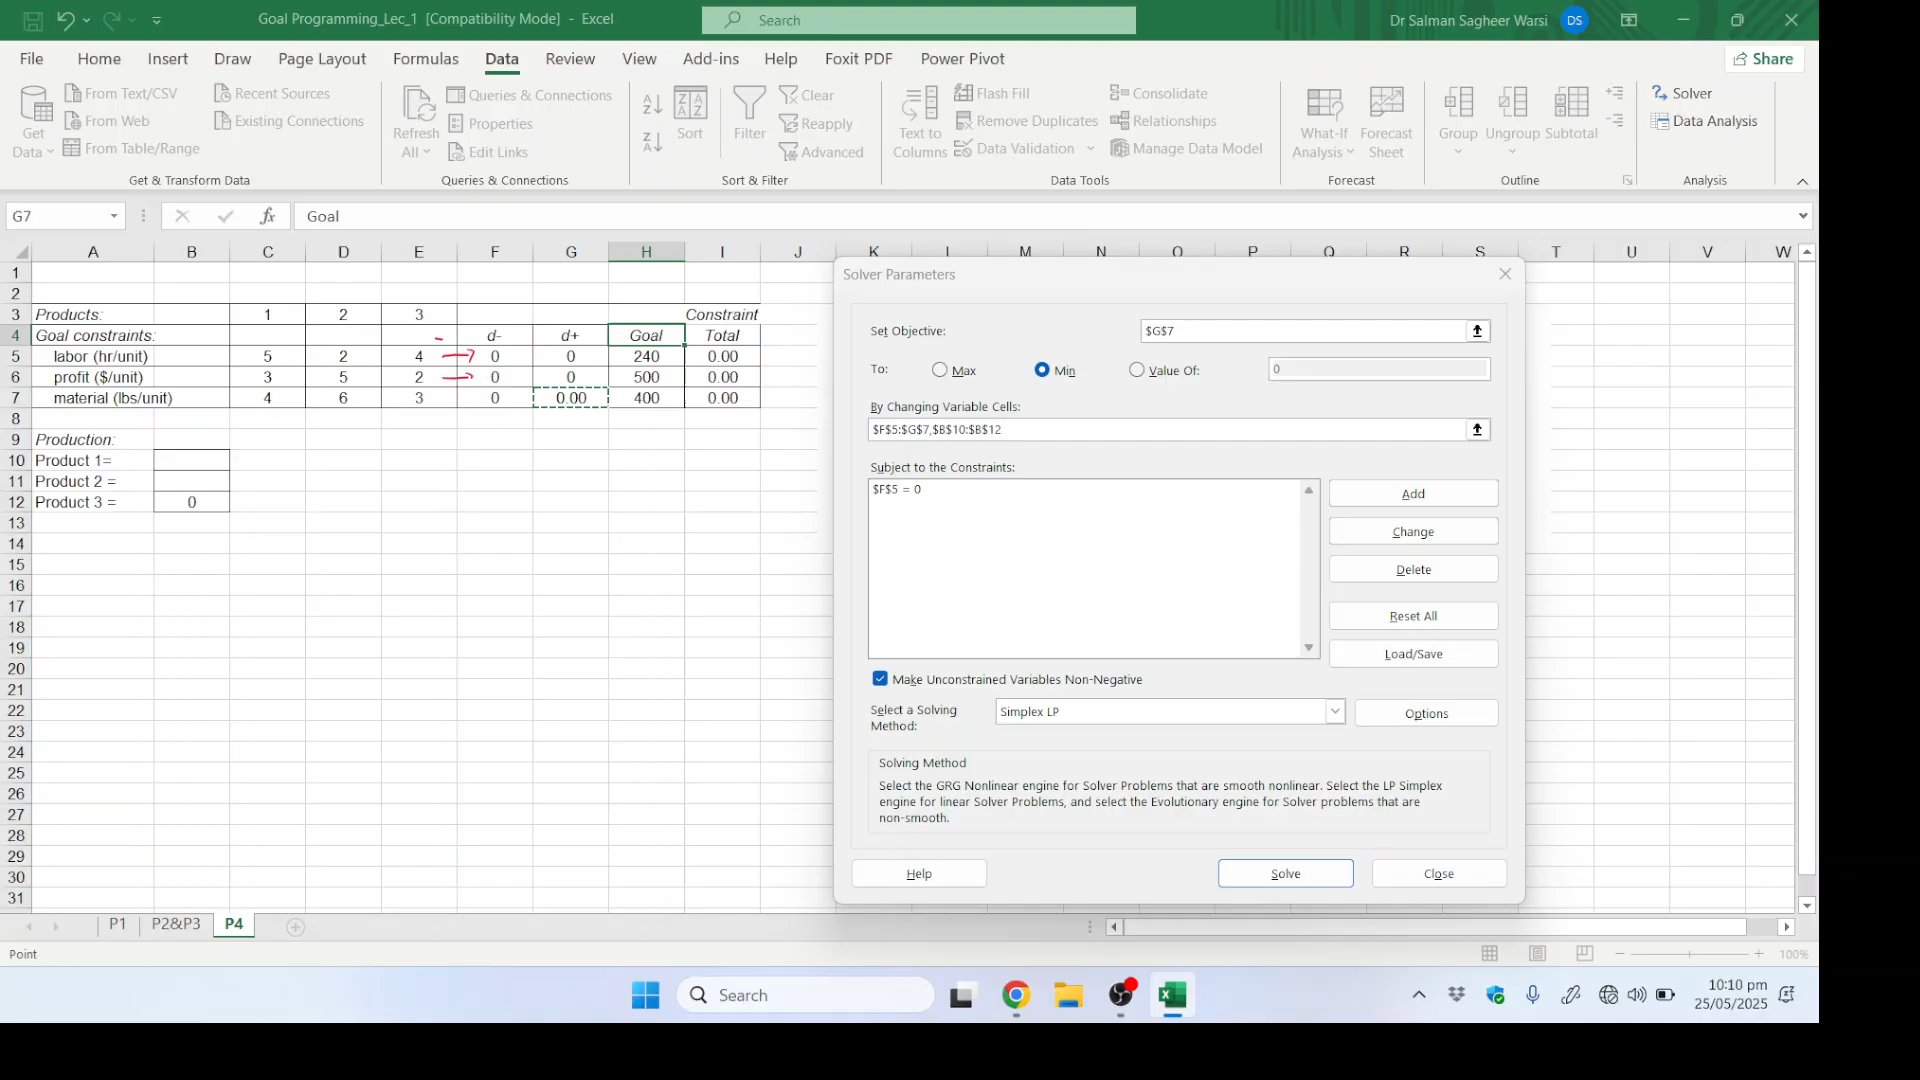 Goal Programming_Lec_1 [Compatibility Mode] - Excel
Search
Dr Salman Sagheer Warsi
DS
File Home Insert Draw Page Layout Formulas Data Review View Add-ins Help Foxit PDF Power Pivot
Share
Get Data
From Text/CSV
From Web
From Table/Range
Recent Sources
Existing Connections
Get & Transform Data
Refresh All
Queries & Connections
Properties
Edit Links
Queries & Connections
Sort
Filter
Clear
Reapply
Advanced
Sort & Filter
Text to Columns
Flash Fill
Remove Duplicates
Data Validation
Consolidate
Relationships
Manage Data Model
Data Tools
What-If Analysis
Forecast Sheet
Forecast
Group
Ungroup
Subtotal
Outline
Solver
Data Analysis
Analysis
G7 fx Goal
A B C D E F G H I J K L M N O P Q R S T U V W
1
2
3 Products: 1 2 3 Constraint
4 Goal constraints: d- d+ Goal Total
5 labor (hr/unit) 5 2 4 0 0 240 0.00
6 profit ($/unit) 3 5 2 0 0 500 0.00
7 material (lbs/unit) 4 6 3 0 0.00 400 0.00
8
9 Production:
10 Product 1=
11 Product 2 =
12 Product 3 = 0
13
14
15
16
17
18
19
20
21
22
23
24
25
26
27
28
29
30
31
Solver Parameters
Set Objective: $G$7
To: Max Min Value Of: 0
By Changing Variable Cells:
$F$5:$G$7,$B$10:$B$12
Subject to the Constraints:
$F$5 = 0
Add
Change
Delete
Reset All
Load/Save
Make Unconstrained Variables Non-Negative
Select a Solving Method: Simplex LP Options
Solving Method
Select the GRG Nonlinear engine for Solver Problems that are smooth nonlinear. Select the LP Simplex
engine for linear Solver Problems, and select the Evolutionary engine for Solver problems that are
non-smooth.
Help Solve Close
P1 P2&P3 P4
Point
100%
Search
10:10 pm
25/05/2025